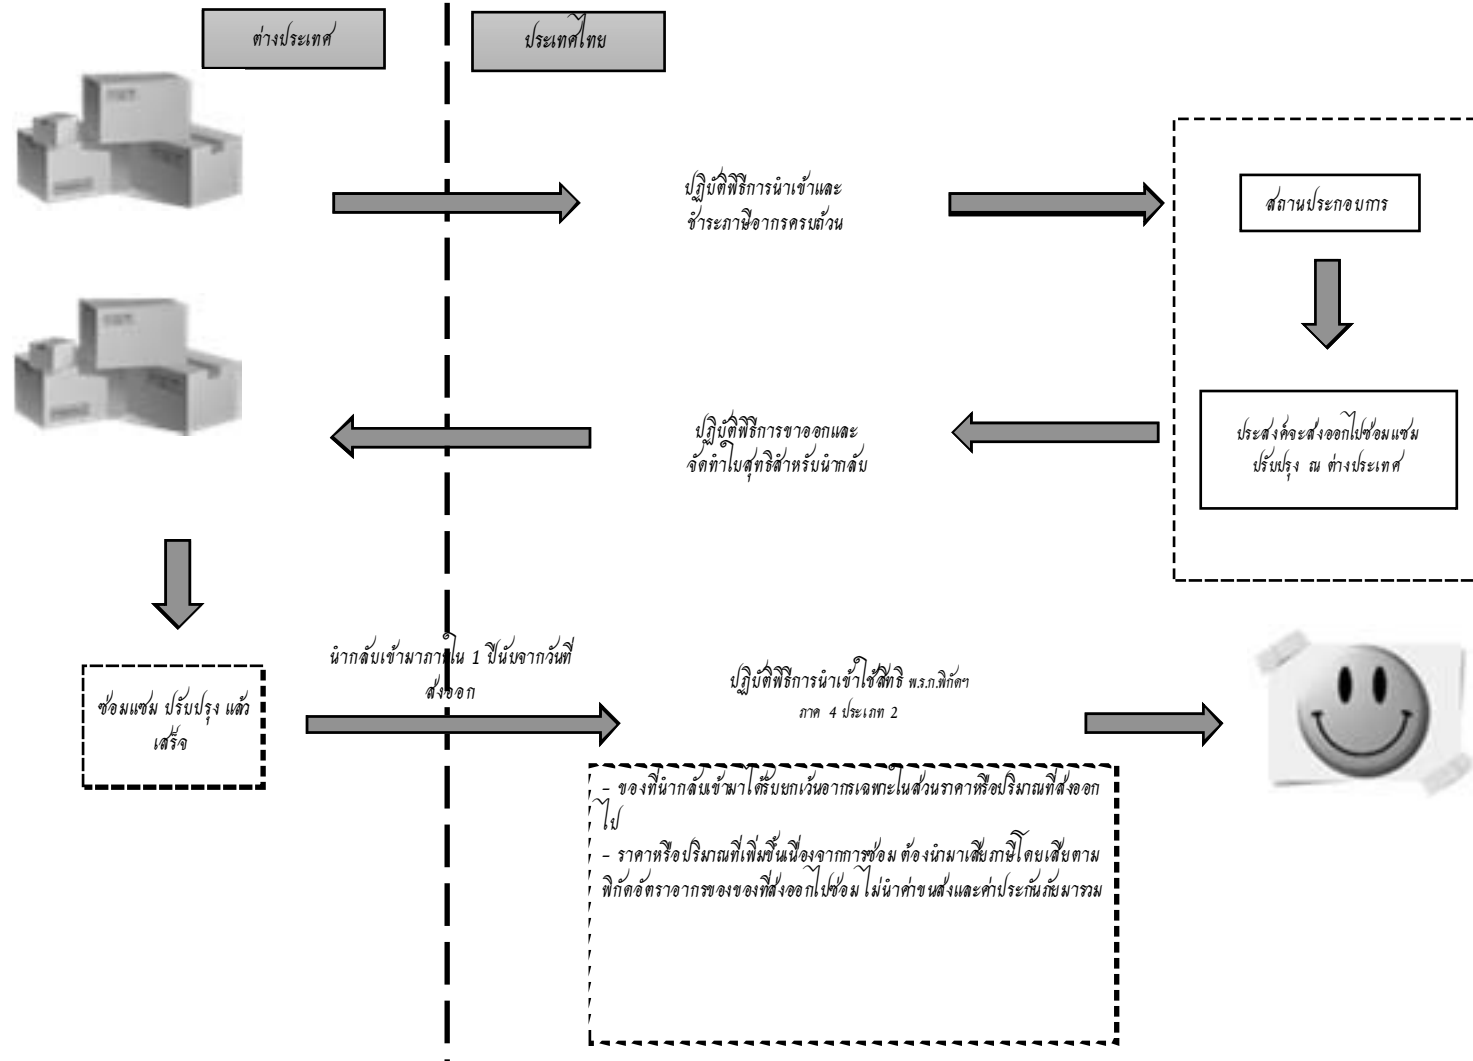 ต่างประเทศ
ประเทศไทย
ปฏิบัติพิธีการนำเข้าและ
ชำระภาษีอากรครบถ้วน
สถานประกอบการ
ปฏิบัติพิธีการขาออกและ
จัดทำใบสุทธิสำหรับนำกลับ
ประสงค์จะส่งออกไปซ่อมแซม
ปรับปรุง ณ ต่างประเทศ
นำกลับเข้ามาภายใน 1 ปีนับจากวันที่
ส่งออก
ซ่อมแซม ปรับปรุง แล้ว
เสร็จ
ปฏิบัติพิธีการนำเข้าใช้สิทธิ พ.ร.ก.พิกัดฯ
ภาค 4 ประเภท 2
- ของที่นำกลับเข้ามาได้รับยกเว้นอากรเฉพาะในส่วนราคาหรือปริมาณที่ส่งออก
ไป
- ราคาหรือปริมาณที่เพิ่มขึ้นเนื่องจากการซ่อม ต้องนำมาเสียภาษีโดยเสียตาม
พิกัดอัตราอากรของของที่ส่งออกไปซ่อม ไม่นำค่าขนส่งและค่าประกันภัยมารวม